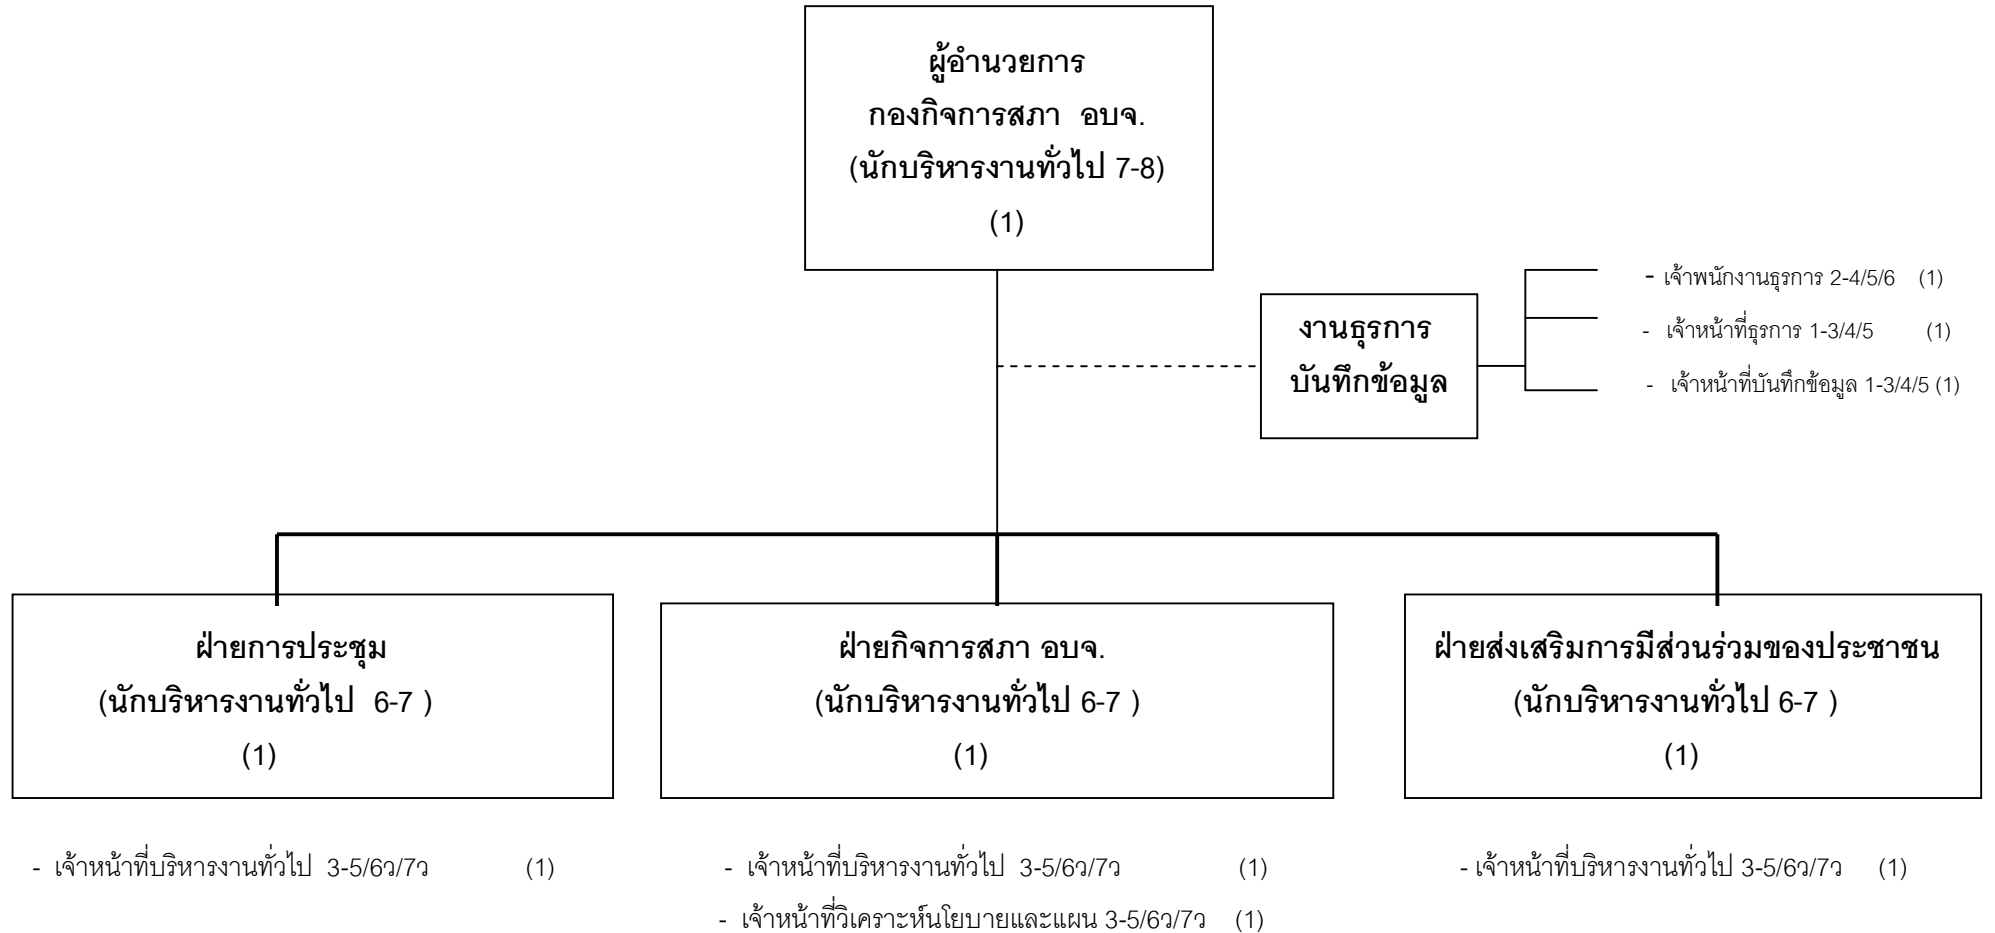 ผู้อำนวยการ
กองกิจการสภา อบจ.
(นักบริหารงานทั่วไป 7-8)
(1)
- เจ้าพนักงานธุรการ 2-4/5/6 (1)
งานธุรการ
- เจ้าหน้าที่ธุรการ 1-3/4/5 (1)
บันทึกข้อมูล
- เจ้าหน้าที่บันทึกข้อมูล 1-3/4/5 (1)
ฝ่ายการประชุม
(นักบริหารงานทั่วไป 6-7 )
(1)
ฝ่ายกิจการสภา อบจ.
(นักบริหารงานทั่วไป 6-7 )
(1)
ฝ่ายส่งเสริมการมีส่วนร่วมของประชาชน
(นักบริหารงานทั่วไป 6-7 )
(1)
- เจ้าหน้าที่บริหารงานทั่วไป 3-5/6ว/7ว (1)
- เจ้าหน้าที่บริหารงานทั่วไป 3-5/6ว/7ว (1)
- เจ้าหน้าที่วิเคราะห์นโยบายและแผน 3-5/6ว/7ว (1)
- เจ้าหน้าที่บริหารงานทั่วไป 3-5/6ว/7ว (1)